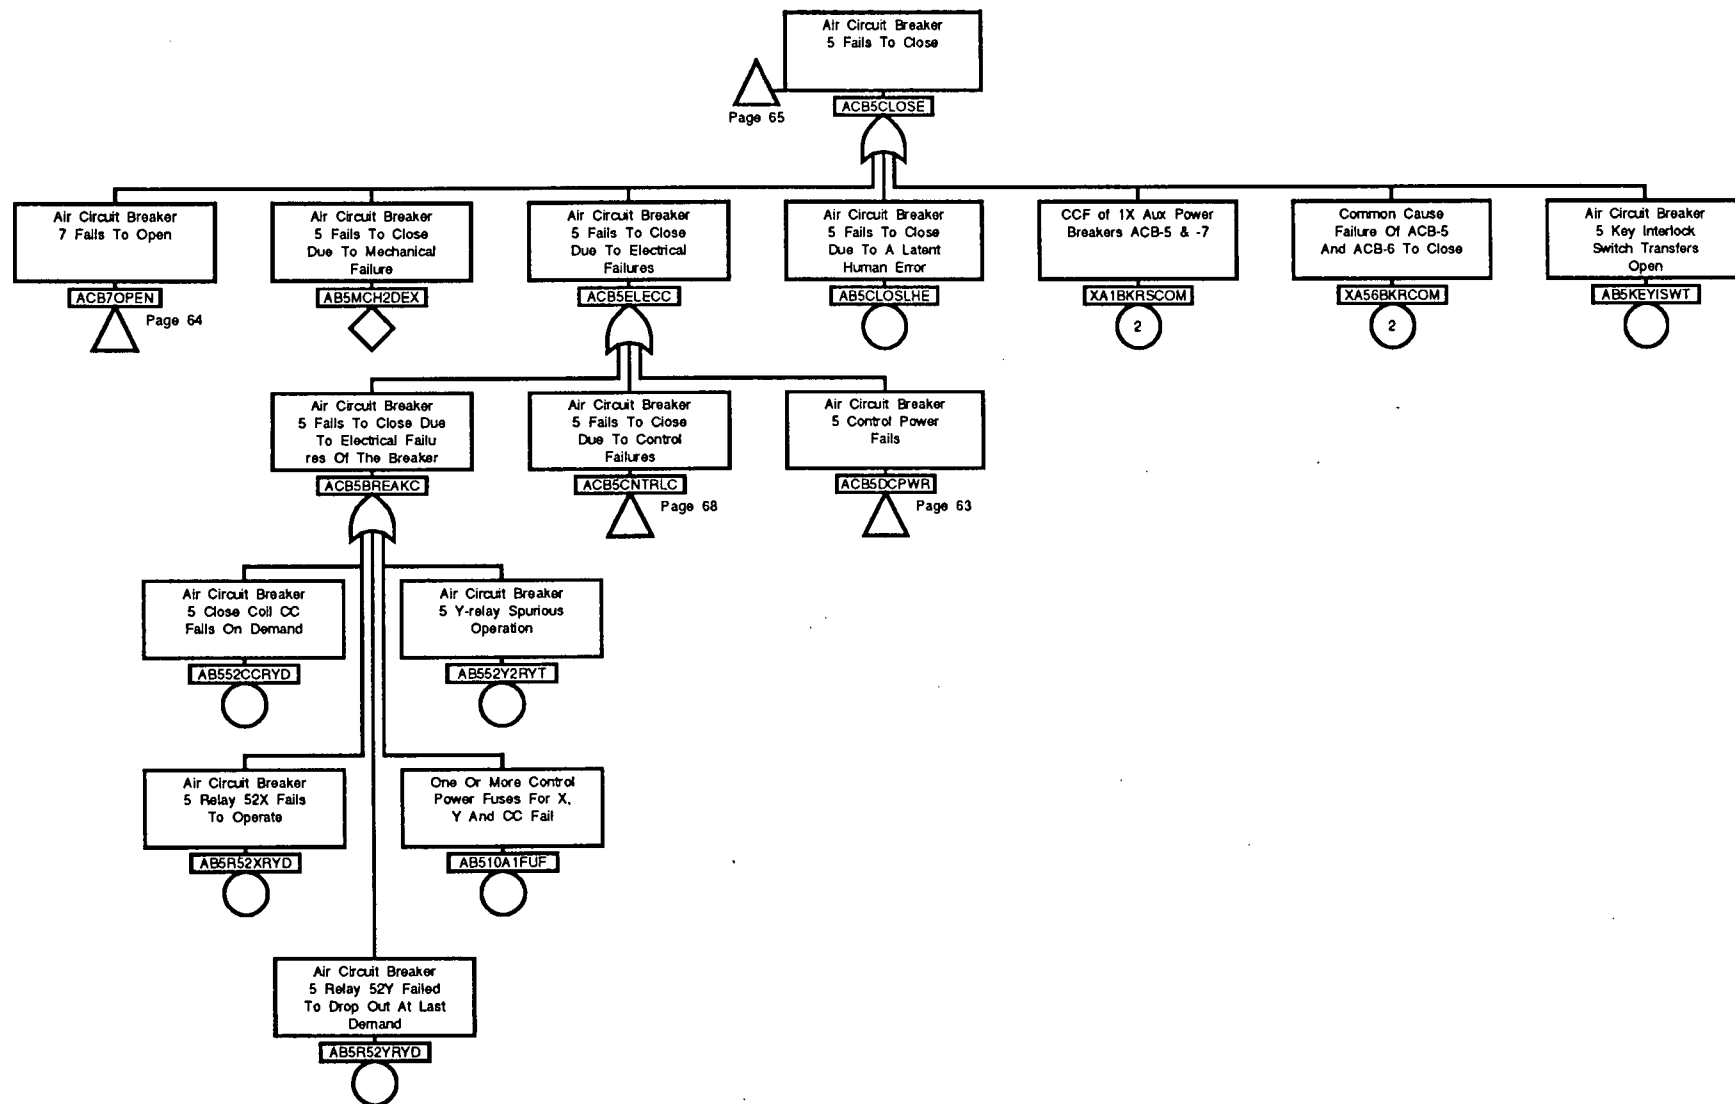 Air Circuit Breaker
5 Fails To Close
Page 65
ACB5CLOSE
Air Circuit Breaker
7 Fails To Open
ACB7OPEN
Page 64
Air Circuit Breaker
5 Fails To Close
Due To Mechanical
Failure
AB5MCH2DEX
Air Circuit Breaker
5 Fails To Close
Due To Electrical
Failures
ACB5ELECC
Air Circuit Breaker
5 Fails To Close
Due To A Latent
Human Error
AB5CLOSLHE
CCF of 1X Aux Power
Breakers ACB-5 & -7
XA1BKRSCOM
2
Common Cause
Failure Of ACB-5
And ACB-6 To Close
XA56BKRCOM
2
Air Circuit Breaker
5 Key Interlock
Switch Transfers
Open
AB5KEYISWT
Air Circuit Breaker
5 Fails To Close Due
To Electrical Failu
res Of The Breaker
ACB5BREAKC
Air Circuit Breaker
5 Fails To Close
Due To Control
Failures
ACB5CNTRLC
Page 68
Air Circuit Breaker
5 Control Power
Fails
ACB5DCPWR
Page 63
Air Circuit Breaker
5 Close Coil CC
Fails On Demand
AB552CCRYD
Air Circuit Breaker
5 Y-relay Spurious
Operation
AB552Y2RYT
Air Circuit Breaker
5 Relay 52X Fails
To Operate
AB5R52XRYD
One Or More Control
Power Fuses For X,
Y And CC Fail
AB510A1FUF
Air Circuit Breaker
5 Relay 52Y Failed
To Drop Out At Last
Demand
AB5R52YRYD